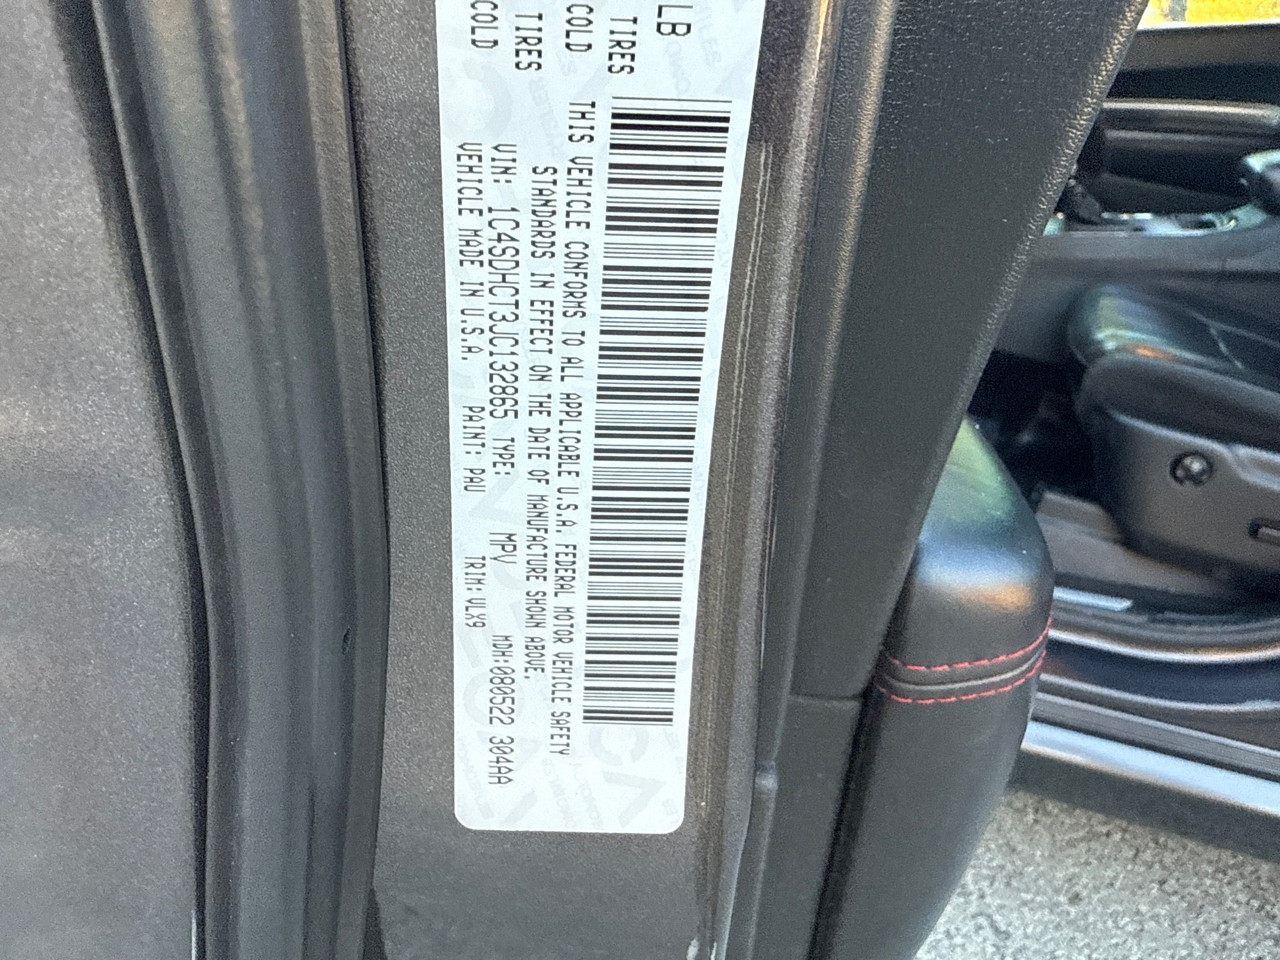 LB
TIRES
COLD
TIRES
COLD
THIS VEHICLE CONFORMS TO ALL APPLICABLE U.S.A. FEDERAL MOTOR VEHICLE SAFETY
STANDARDS IN EFFECT ON THE DATE OF MANUFACTURE SHOWN ABOVE.
VIN: 1C4SDHCT3JC132865 TYPE: MPV MDH:080522 304AA
VEHICLE MADE IN U.S.A. PAINT: PAU TRIM:VLX9